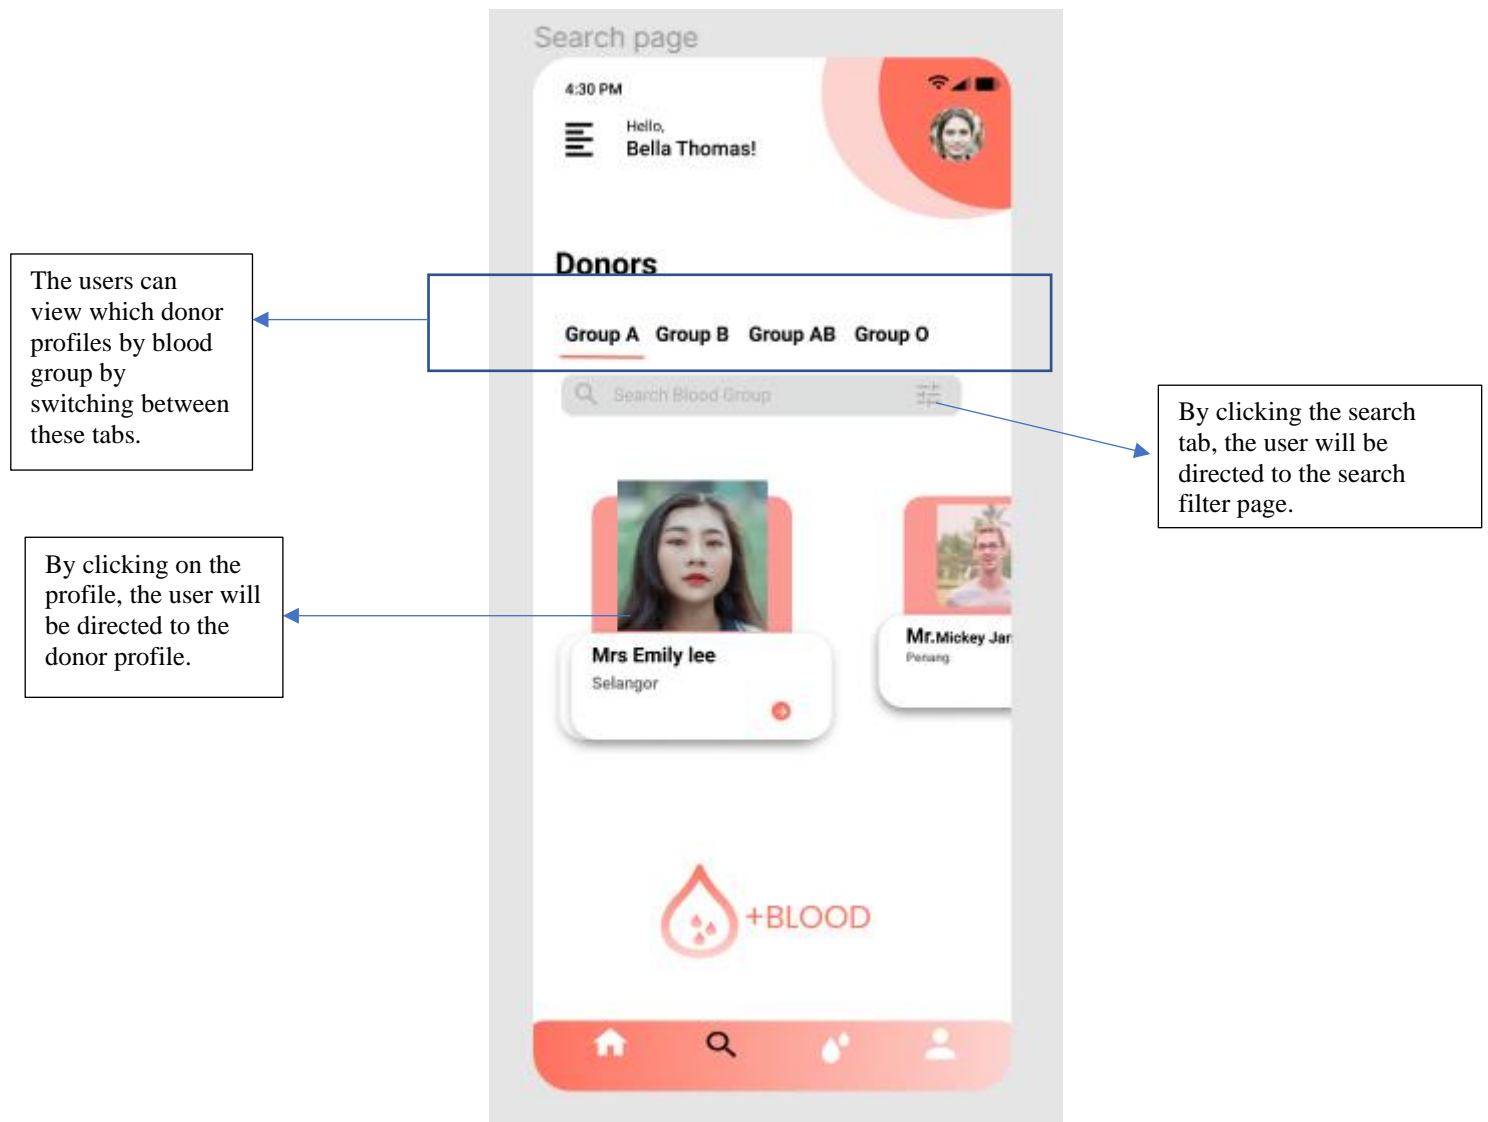 Search page
4:30 PM
Hello,
Bella Thomas!
Donors
Group A Group B Group AB Group O
Search Blood Group
The users can
view which donor
profiles by blood
group by
switching between
these tabs.
By clicking the search
tab, the user will be
directed to the search
filter page.
By clicking on the
profile, the user will
be directed to the
donor profile.
Mrs Emily lee
Selangor
Mr.Mickey Jar
Penang
+BLOOD